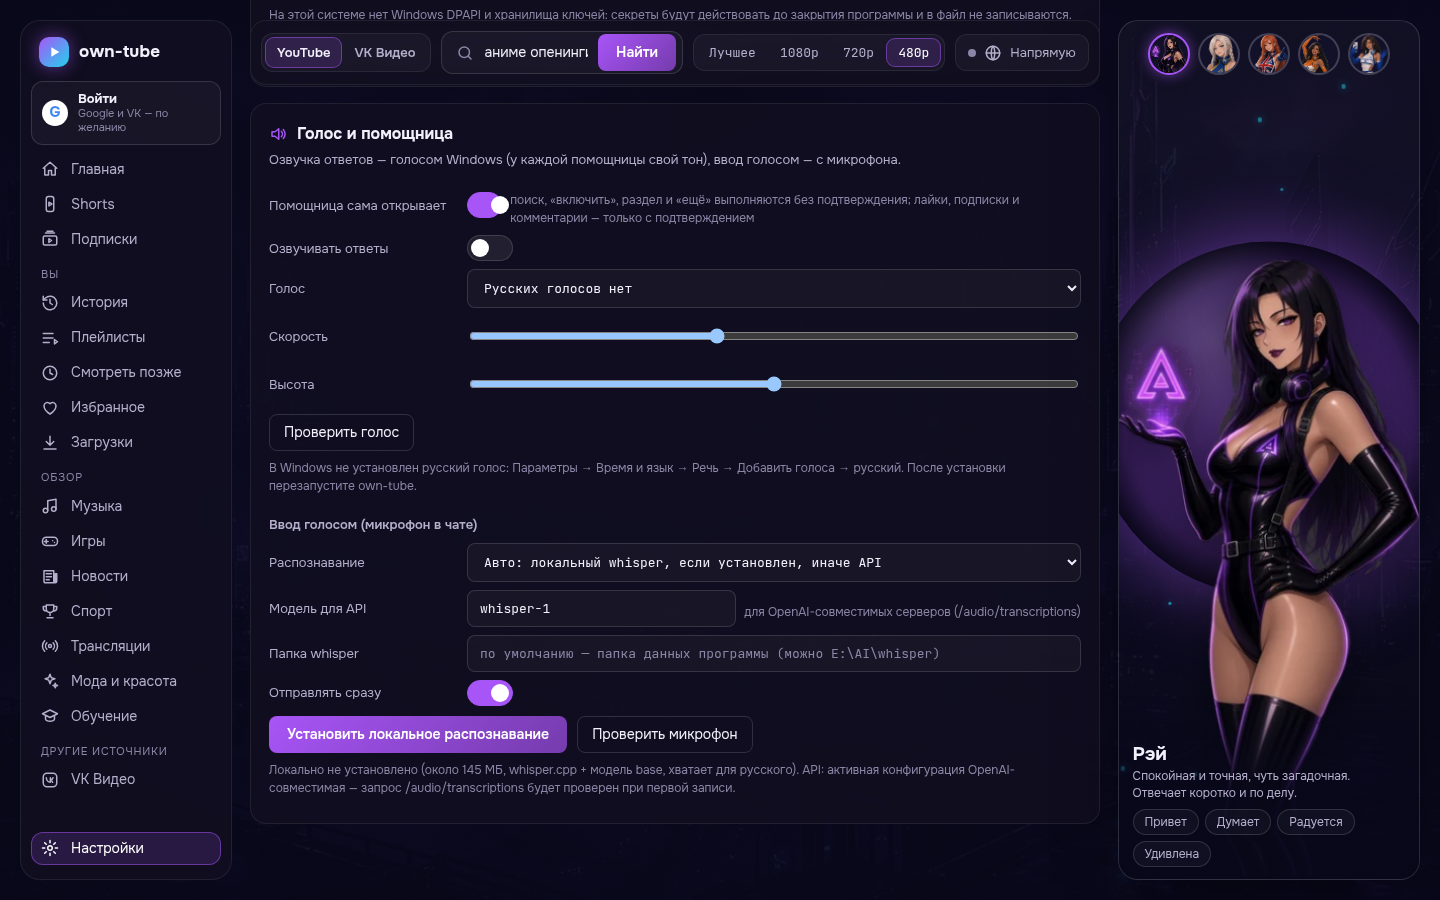 own-tube
G
Войти
Google и VK — по
желанию
Главная
Shorts
Подписки
ВЫ
История
Плейлисты
Смотреть позже
Избранное
Загрузки
ОБЗОР
Музыка
Игры
Новости
Спорт
Трансляции
Мода и красота
Обучение
ДРУГИЕ ИСТОЧНИКИ
VK Видео
Настройки
На этой системе нет Windows DPAPI и хранилища ключей: секреты будут действовать до закрытия программы и в файл не записываются.
YouTube
VK Видео
аниме опенинги
Найти
Лучшее
1080p
720p
480p
Напрямую
Голос и помощница
Озвучка ответов — голосом Windows (у каждой помощницы свой тон), ввод голосом — с микрофона.
Помощница сама открывает
поиск, «включить», раздел и «ещё» выполняются без подтверждения; лайки, подписки и
комментарии — только с подтверждением
Озвучивать ответы
Голос
Русских голосов нет
Скорость
Высота
Проверить голос
В Windows не установлен русский голос: Параметры → Время и язык → Речь → Добавить голоса → русский. После установки
перезапустите own-tube.
Ввод голосом (микрофон в чате)
Распознавание
Авто: локальный whisper, если установлен, иначе API
Модель для API
whisper-1
для OpenAI-совместимых серверов (/audio/transcriptions)
Папка whisper
по умолчанию — папка данных программы (можно E:\AI\whisper)
Отправлять сразу
Установить локальное распознавание
Проверить микрофон
Локально не установлено (около 145 МБ, whisper.cpp + модель base, хватает для русского). API: активная конфигурация OpenAI-
совместимая — запрос /audio/transcriptions будет проверен при первой записи.
Рэй
Спокойная и точная, чуть загадочная.
Отвечает коротко и по делу.
Привет
Думает
Радуется
Удивлена